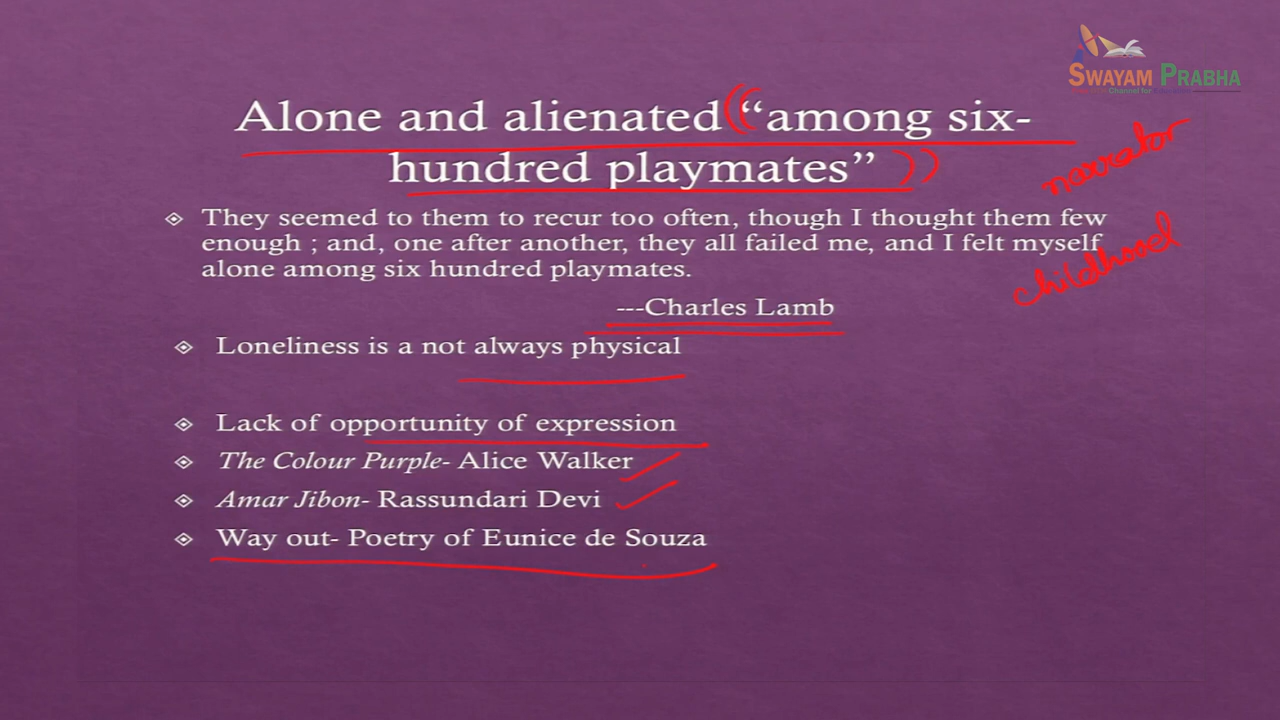 SWAYAM PRABHA
Alone and alienated “among six-
hundred playmates”
narrator
They seemed to them to recur too often, though I thought them few
enough ; and, one after another, they all failed me, and I felt myself
alone among six hundred playmates.
childhood
---Charles Lamb
Loneliness is a not always physical
Lack of opportunity of expression
The Colour Purple- Alice Walker
Amar Jibon- Rassundari Devi
Way out- Poetry of Eunice de Souza